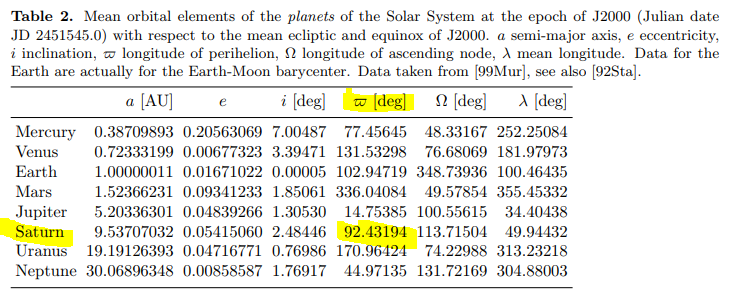 Table 2. Mean orbital elements of the planets of the Solar System at the epoch of J2000 (Julian date
JD 2451545.0) with respect to the mean ecliptic and equinox of J2000. a semi-major axis, e eccentricity,
i inclination, ϖ longitude of perihelion, Ω longitude of ascending node, λ mean longitude. Data for the
Earth are actually for the Earth-Moon barycenter. Data taken from [99Mur], see also [92Sta].
a [AU] e i [deg] ϖ [deg] Ω [deg] λ [deg]
Mercury 0.38709893 0.20563069 7.00487 77.45645 48.33167 252.25084
Venus 0.72333199 0.00677323 3.39471 131.53298 76.68069 181.97973
Earth 1.00000011 0.01671022 0.00005 102.94719 348.73936 100.46435
Mars 1.52366231 0.09341233 1.85061 336.04084 49.57854 355.45332
Jupiter 5.20336301 0.04839266 1.30530 14.75385 100.55615 34.40438
Saturn 9.53707032 0.05415060 2.48446 92.43194 113.71504 49.94432
Uranus 19.19126393 0.04716771 0.76986 170.96424 74.22988 313.23218
Neptune 30.06896348 0.00858587 1.76917 44.97135 131.72169 304.88003